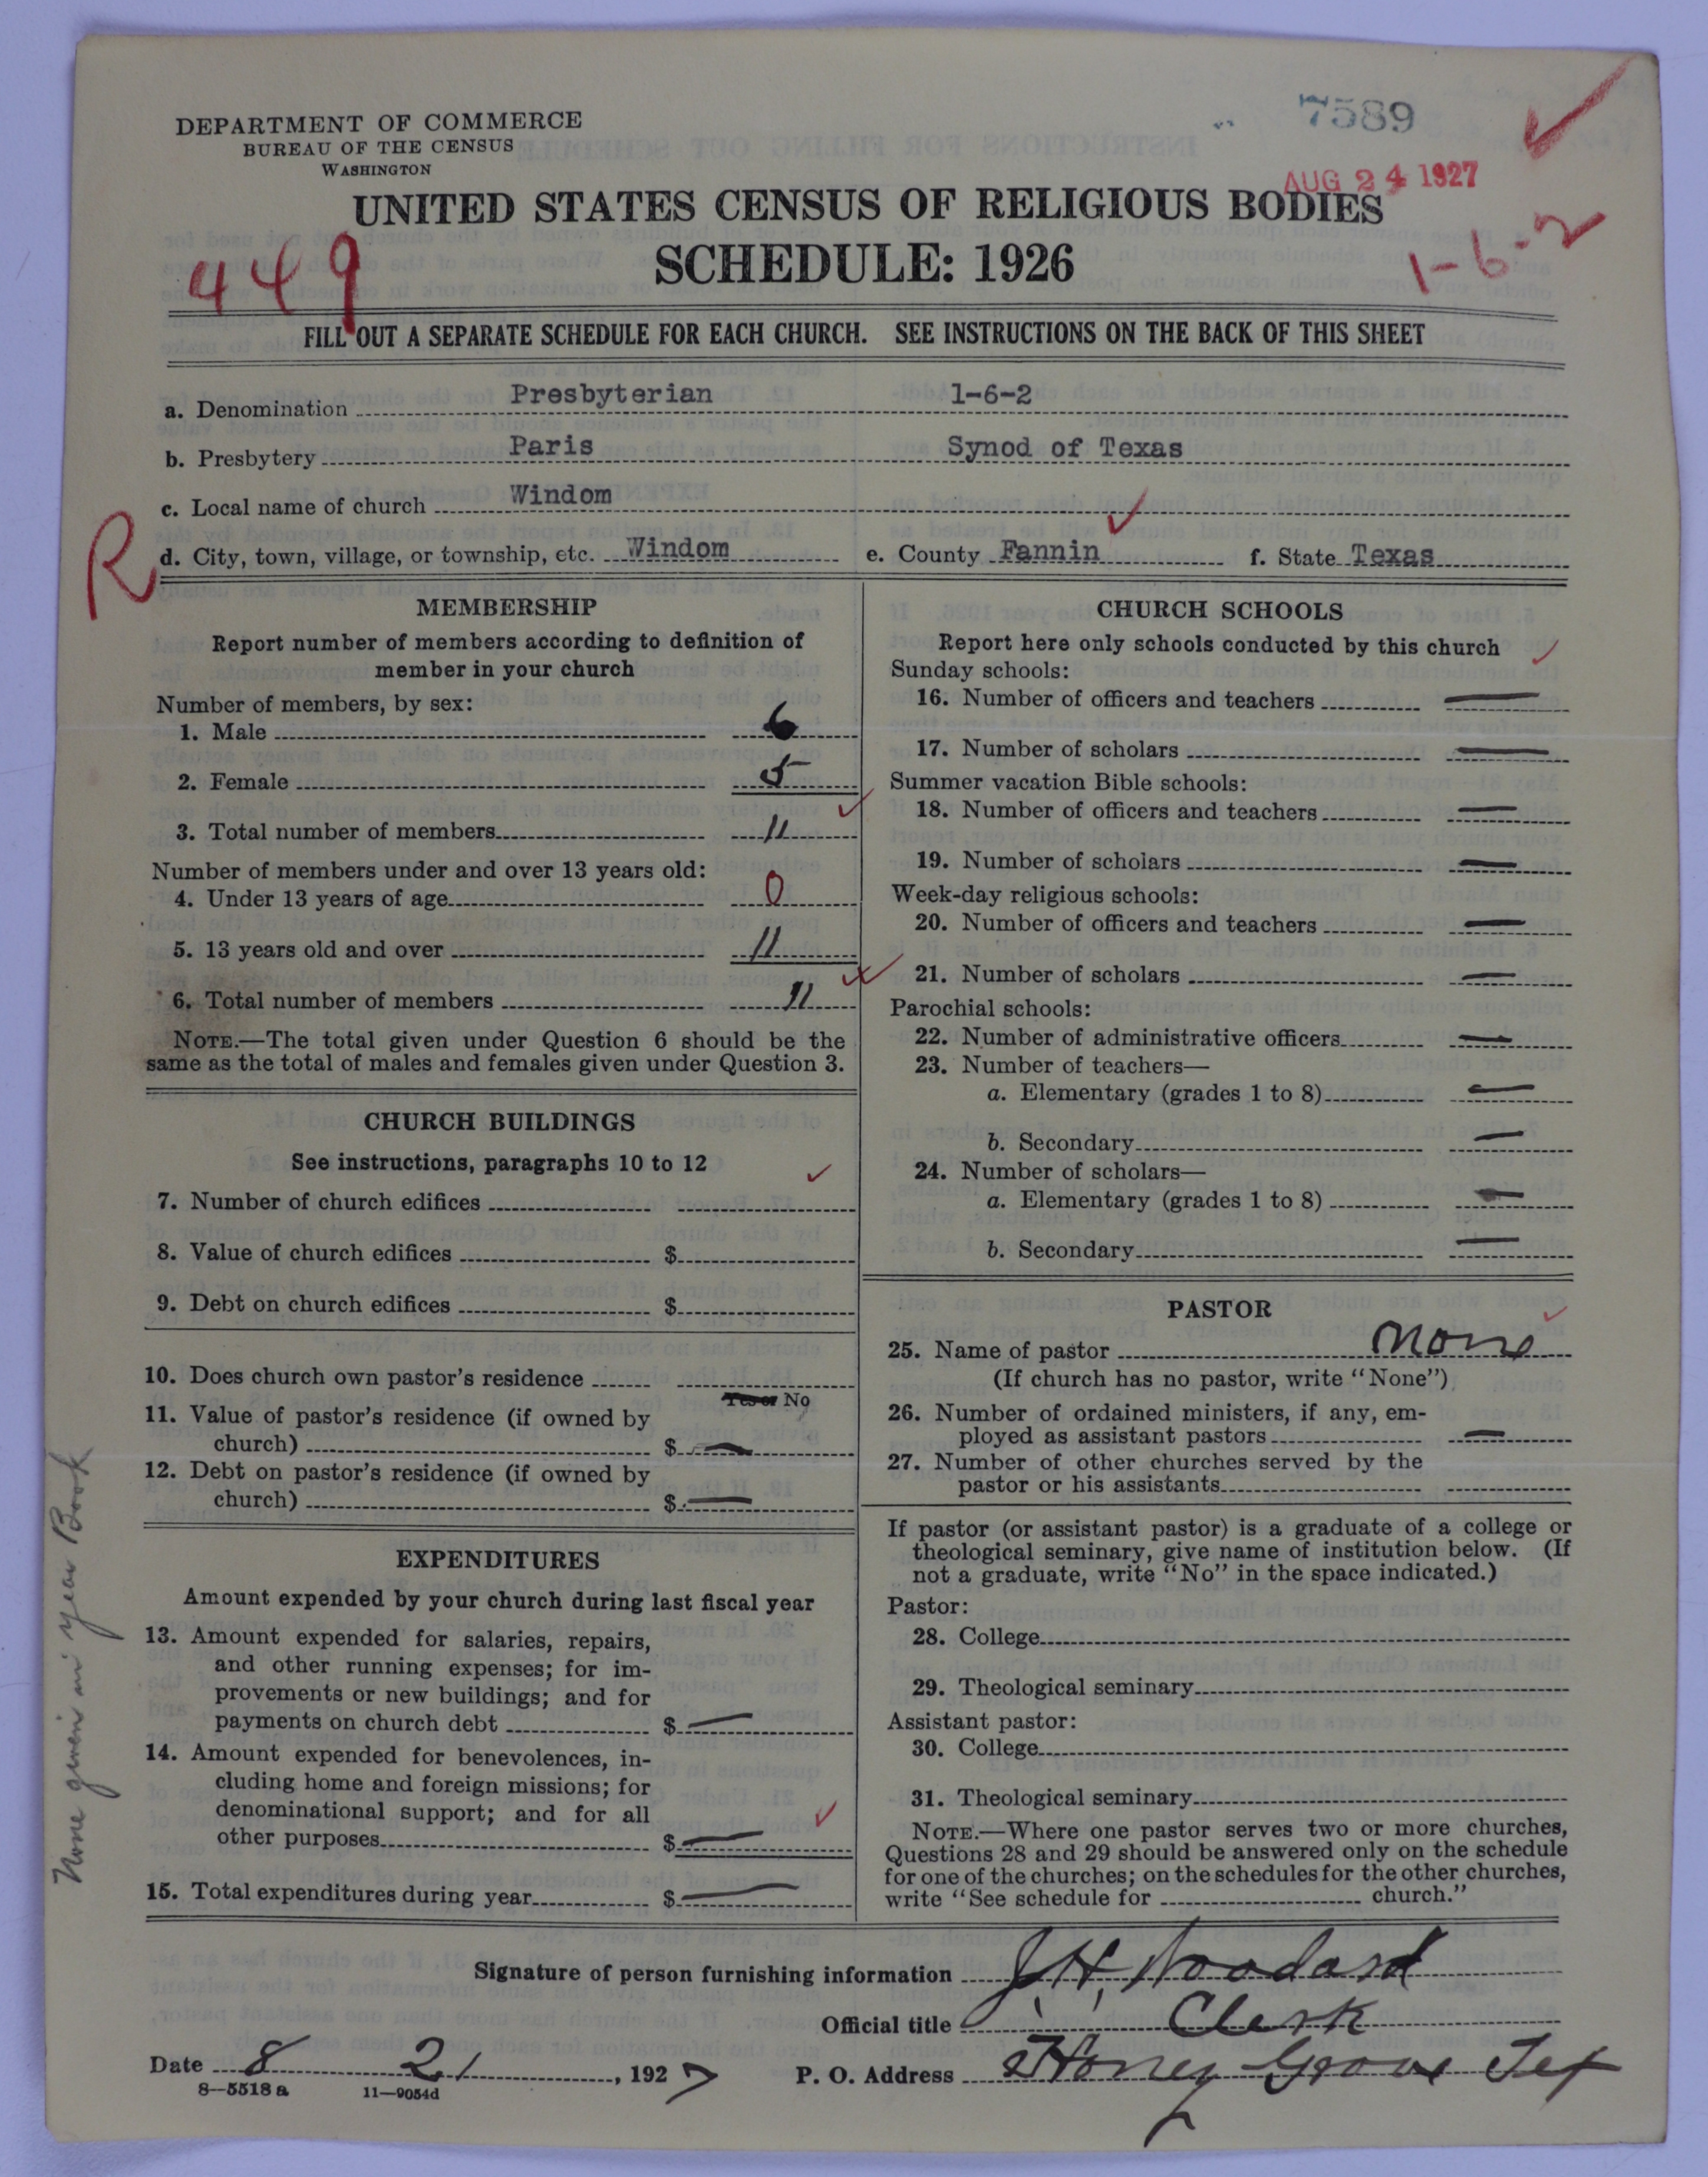 DEPARTMENT OF COMMERCE
BUREAU OF THE CENSUS
WASHINGTON
7589
AUG 24 1927
UNITED STATES CENSUS OF RELIGIOUS BODIES
SCHEDULE: 1926
449
1-6-2
FILL OUT A SEPARATE SCHEDULE FOR EACH CHURCH. SEE INSTRUCTIONS ON THE BACK OF THIS SHEET
a. Denomination Presbyterian 1-6-2
b. Presbytery Paris Synod of Texas
c. Local name of church Windom
R
d. City, town, village, or township, etc. Windom e. County Fannin f. State Texas
MEMBERSHIP
Report number of members according to definition of
member in your church
Number of members, by sex:
1. Male 6
2. Female 5
3. Total number of members 11
Number of members under and over 13 years old:
4. Under 13 years of age 0
5. 13 years old and over 11
6. Total number of members 11
NOTE.—The total given under Question 6 should be the
same as the total of males and females given under Question 3.
CHURCH BUILDINGS
See instructions, paragraphs 10 to 12
7. Number of church edifices
8. Value of church edifices $
9. Debt on church edifices $
10. Does church own pastor's residence
Yes or No
11. Value of pastor's residence (if owned by
church) $ —
12. Debt on pastor's residence (if owned by
church) $ —
EXPENDITURES
Amount expended by your church during last fiscal year
13. Amount expended for salaries, repairs,
and other running expenses; for im-
provements or new buildings; and for
payments on church debt $ —
14. Amount expended for benevolences, in-
cluding home and foreign missions; for
denominational support; and for all
other purposes $ —
15. Total expenditures during year $ —
None given in year Book
CHURCH SCHOOLS
Report here only schools conducted by this church
Sunday schools:
16. Number of officers and teachers —
17. Number of scholars —
Summer vacation Bible schools:
18. Number of officers and teachers —
19. Number of scholars —
Week-day religious schools:
20. Number of officers and teachers —
21. Number of scholars —
Parochial schools:
22. Number of administrative officers —
23. Number of teachers—
a. Elementary (grades 1 to 8) —
b. Secondary —
24. Number of scholars—
a. Elementary (grades 1 to 8) —
b. Secondary —
PASTOR
25. Name of pastor None
(If church has no pastor, write "None")
26. Number of ordained ministers, if any, em-
ployed as assistant pastors —
27. Number of other churches served by the
pastor or his assistants
If pastor (or assistant pastor) is a graduate of a college or
theological seminary, give name of institution below. (If
not a graduate, write "No" in the space indicated.)
Pastor:
28. College
29. Theological seminary
Assistant pastor:
30. College
31. Theological seminary
NOTE.—Where one pastor serves two or more churches,
Questions 28 and 29 should be answered only on the schedule
for one of the churches; on the schedules for the other churches,
write "See schedule for church."
Signature of person furnishing information J. H. Woodard
Official title Clerk
Date 8 21, 1927 P. O. Address Honey Grove Tex
8—5518a 11—9054d